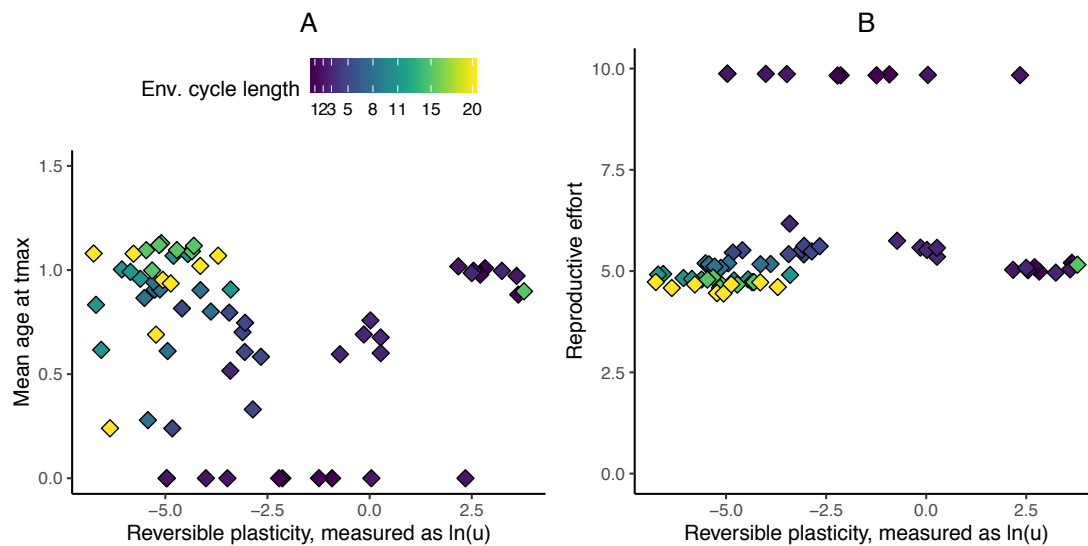 A
B
Env. cycle length
123 5 8 11 15 20
Mean age at tmax
1.5
1.0
0.5
0.0
−5.0 −2.5 0.0 2.5
Reversible plasticity, measured as ln(u)
Reproductive effort
10.0
7.5
5.0
2.5
0.0
−5.0 −2.5 0.0 2.5
Reversible plasticity, measured as ln(u)